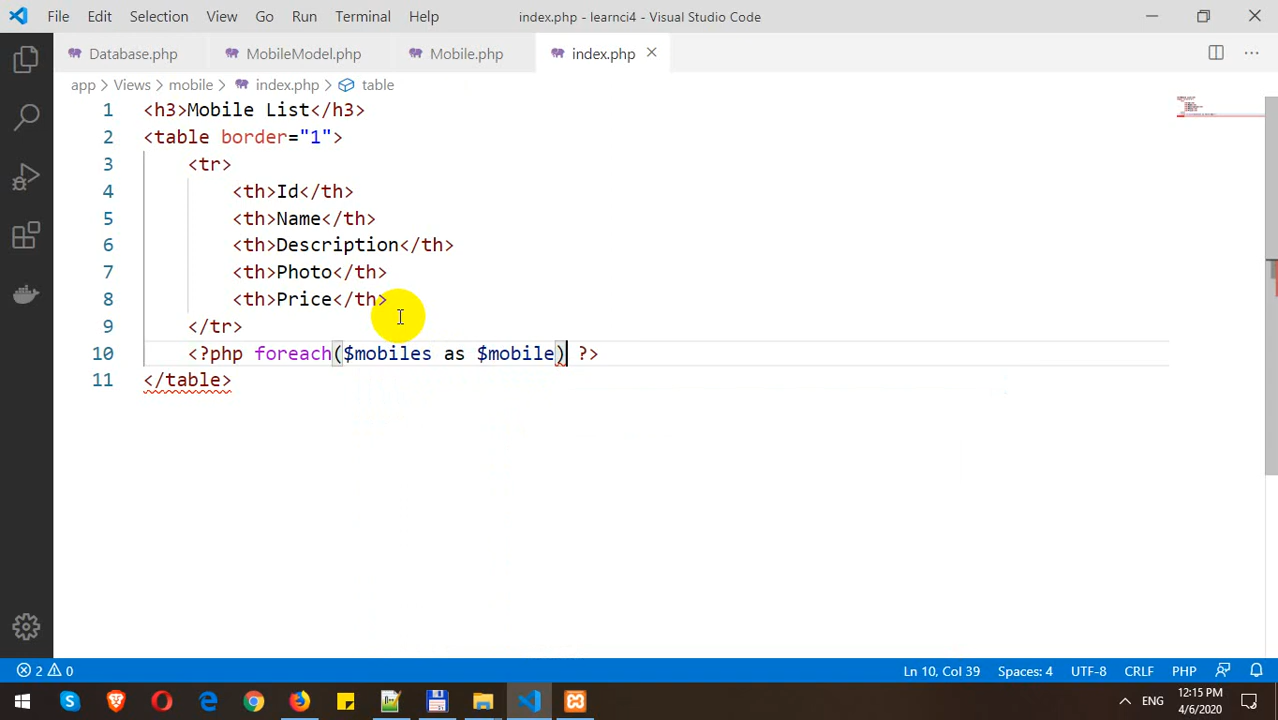 File Edit Selection View Go Run Terminal Help index.php - learnci4 - Visual Studio Code
Database.php MobileModel.php Mobile.php index.php
app > Views > mobile > index.php > table
1 <h3>Mobile List</h3>
2 <table border="1">
3 <tr>
4 <th>Id</th>
5 <th>Name</th>
6 <th>Description</th>
7 <th>Photo</th>
8 <th>Price</th>
9 </tr>
10 <?php foreach($mobiles as $mobile) ?>
11 </table>
2 0 Ln 10, Col 39 Spaces: 4 UTF-8 CRLF PHP
ENG 12:15 PM
4/6/2020